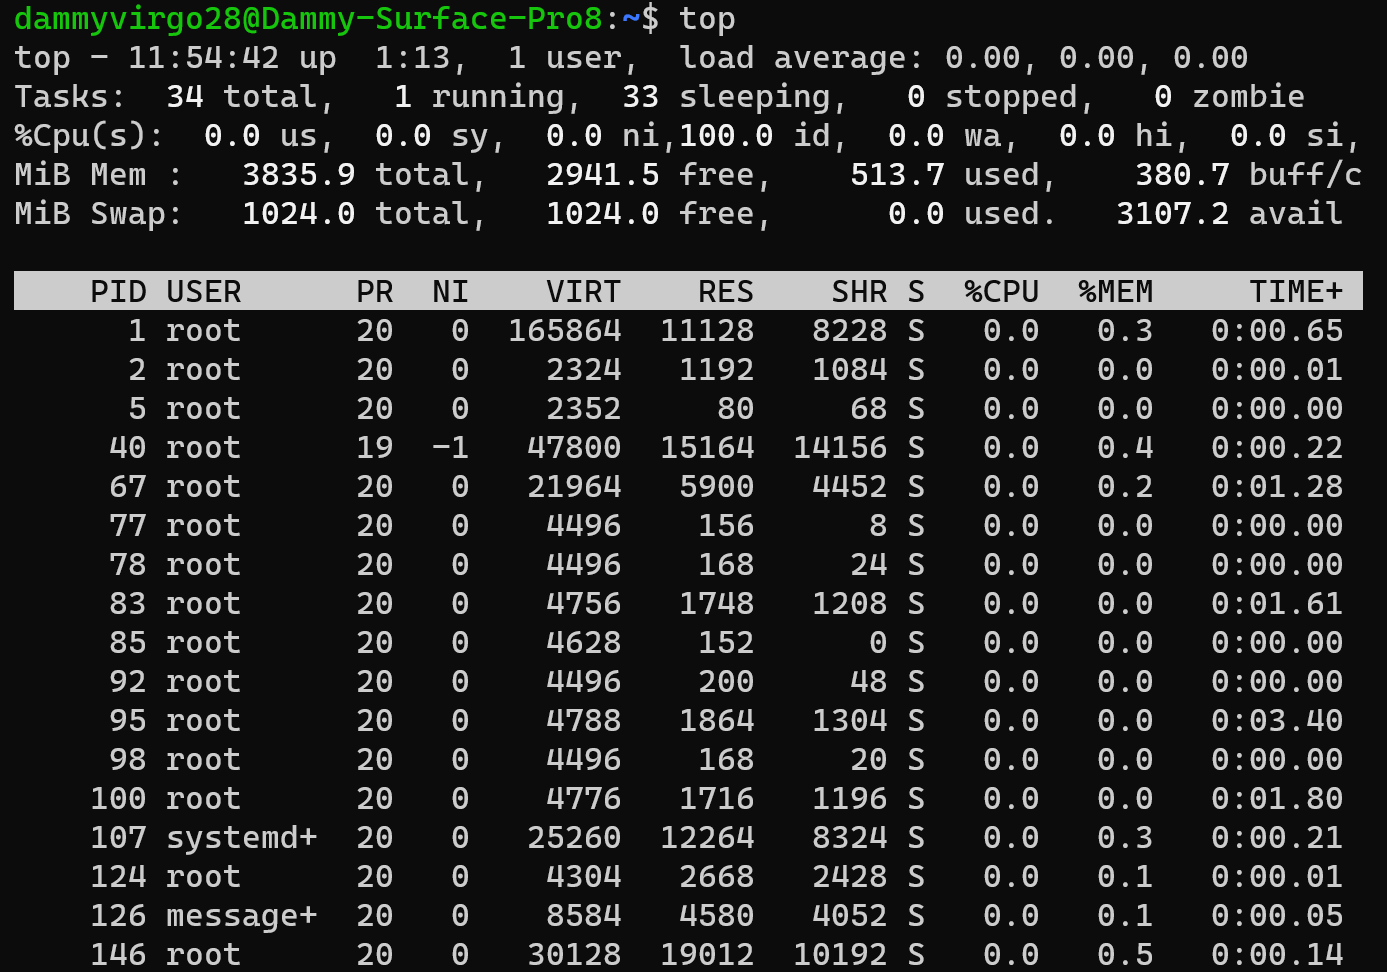 dammyvirgo28@Dammy-Surface-Pro8:~$ top
top - 11:54:42 up  1:13,  1 user,  load average: 0.00, 0.00, 0.00
Tasks:  34 total,   1 running,  33 sleeping,   0 stopped,   0 zombie
%Cpu(s):  0.0 us,  0.0 sy,  0.0 ni,100.0 id,  0.0 wa,  0.0 hi,  0.0 si,
MiB Mem :   3835.9 total,   2941.5 free,    513.7 used,    380.7 buff/c
MiB Swap:   1024.0 total,   1024.0 free,      0.0 used.   3107.2 avail
    PID USER      PR  NI    VIRT    RES    SHR S  %CPU  %MEM     TIME+
      1 root      20   0  165864  11128   8228 S   0.0   0.3   0:00.65
      2 root      20   0    2324   1192   1084 S   0.0   0.0   0:00.01
      5 root      20   0    2352     80     68 S   0.0   0.0   0:00.00
     40 root      19  -1   47800  15164  14156 S   0.0   0.4   0:00.22
     67 root      20   0   21964   5900   4452 S   0.0   0.2   0:01.28
     77 root      20   0    4496    156      8 S   0.0   0.0   0:00.00
     78 root      20   0    4496    168     24 S   0.0   0.0   0:00.00
     83 root      20   0    4756   1748   1208 S   0.0   0.0   0:01.61
     85 root      20   0    4628    152      0 S   0.0   0.0   0:00.00
     92 root      20   0    4496    200     48 S   0.0   0.0   0:00.00
     95 root      20   0    4788   1864   1304 S   0.0   0.0   0:03.40
     98 root      20   0    4496    168     20 S   0.0   0.0   0:00.00
    100 root      20   0    4776   1716   1196 S   0.0   0.0   0:01.80
    107 systemd+  20   0   25260  12264   8324 S   0.0   0.3   0:00.21
    124 root      20   0    4304   2668   2428 S   0.0   0.1   0:00.01
    126 message+  20   0    8584   4580   4052 S   0.0   0.1   0:00.05
    146 root      20   0   30128  19012  10192 S   0.0   0.5   0:00.14